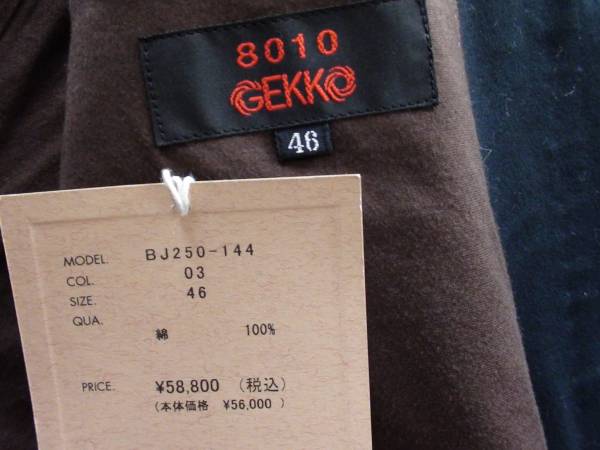 8010
GEKKO
46
MODEL. BJ250-144
COL. 03
SIZE. 46
QUA.
綿 100%
PRICE. ¥58,800 (税込)
(本体価格 ¥56,000 )